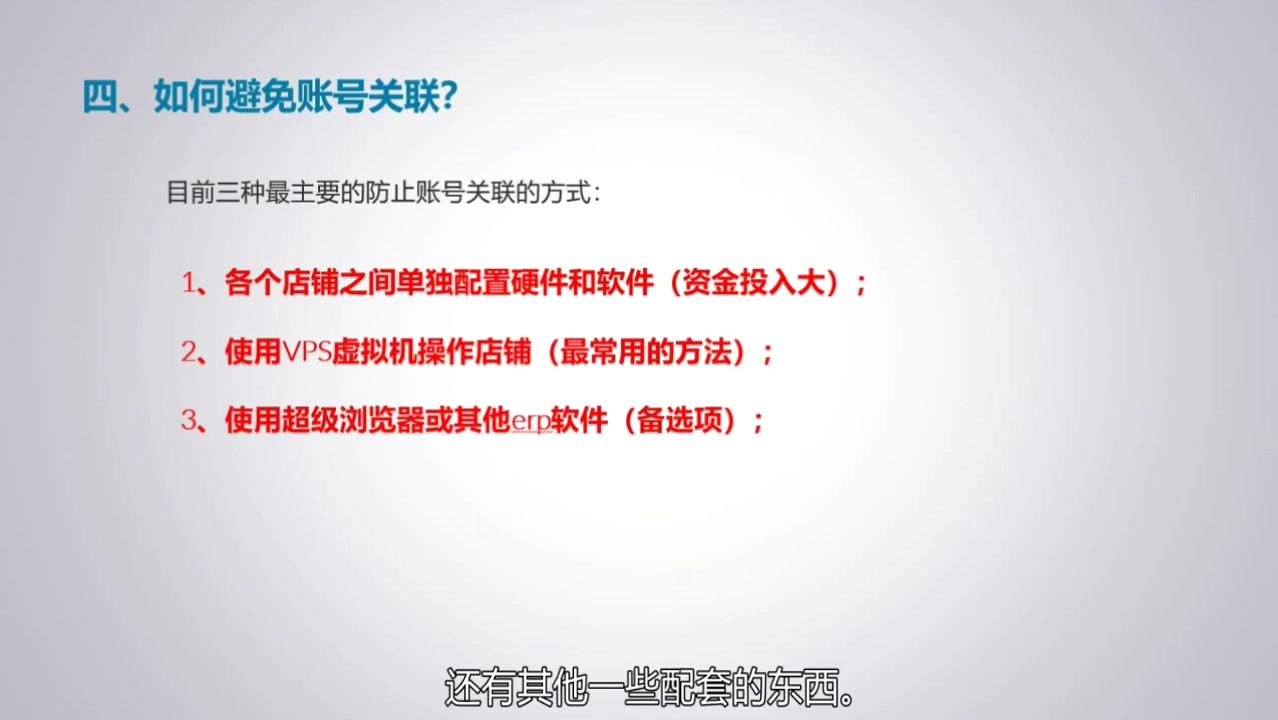 四、如何避免账号关联?
目前三种最主要的防止账号关联的方式：
1、各个店铺之间单独配置硬件和软件（资金投入大）；
2、使用VPS虚拟机操作店铺（最常用的方法）；
3、使用超级浏览器或其他erp软件（备选项）；
还有其他一些配套的东西。